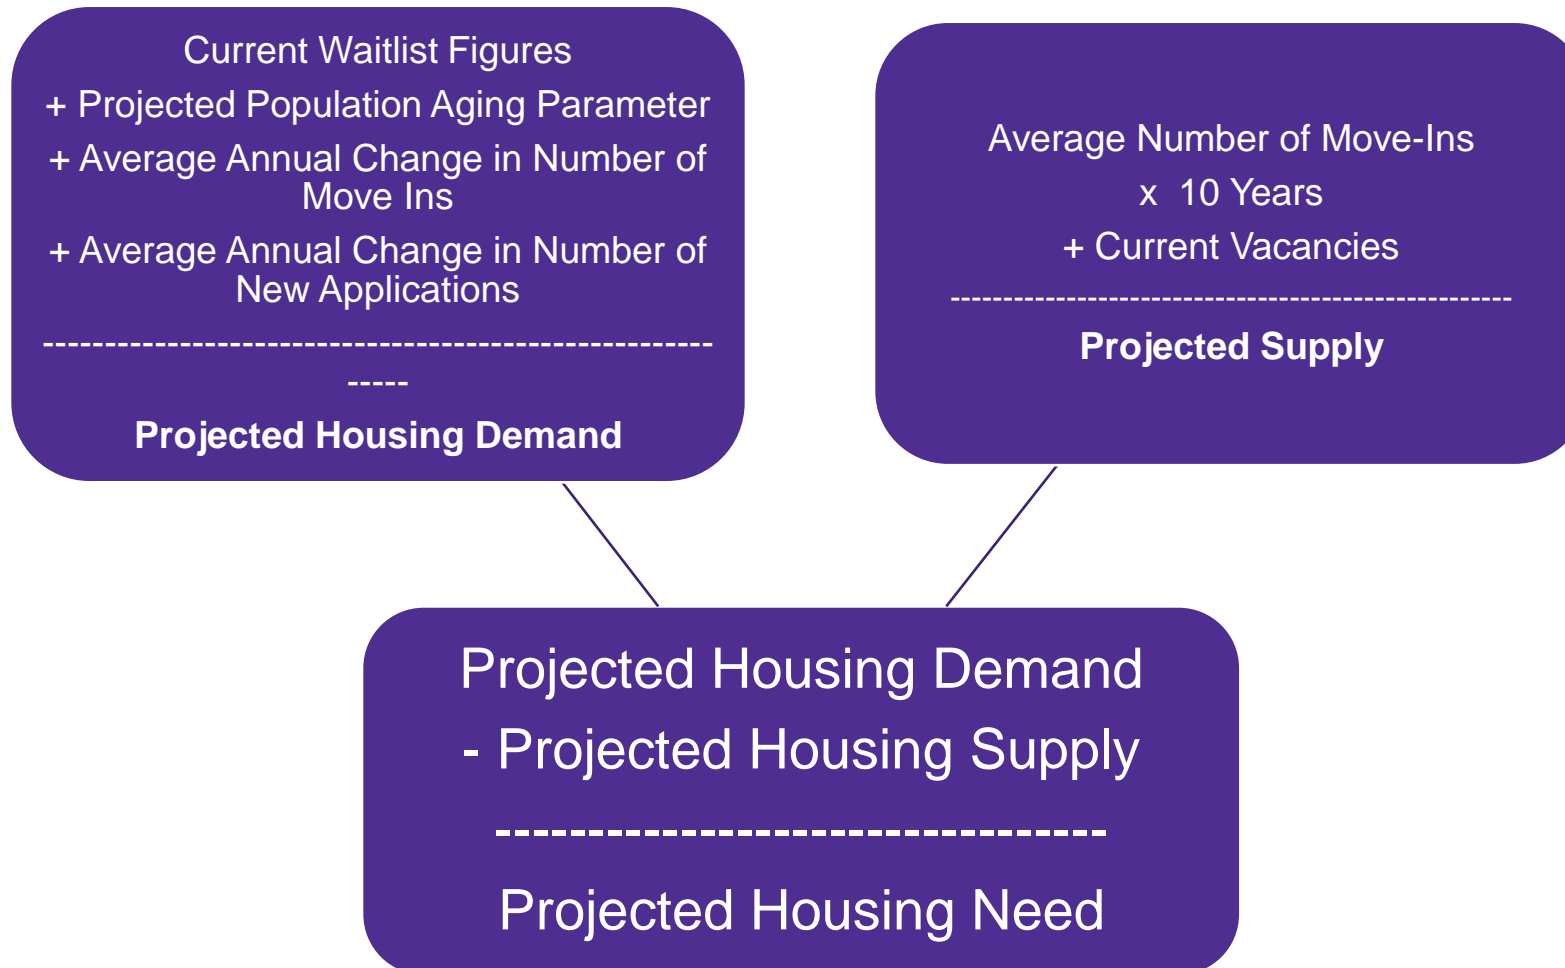 Current Waitlist Figures
+ Projected Population Aging Parameter
+ Average Annual Change in Number of
Move Ins
+ Average Annual Change in Number of
New Applications
------------------------------------------------------
-----
Projected Housing Demand
Average Number of Move-Ins
x 10 Years
+ Current Vacancies
------------------------------------------------------
Projected Supply
Projected Housing Demand
- Projected Housing Supply
---------------------------------
Projected Housing Need